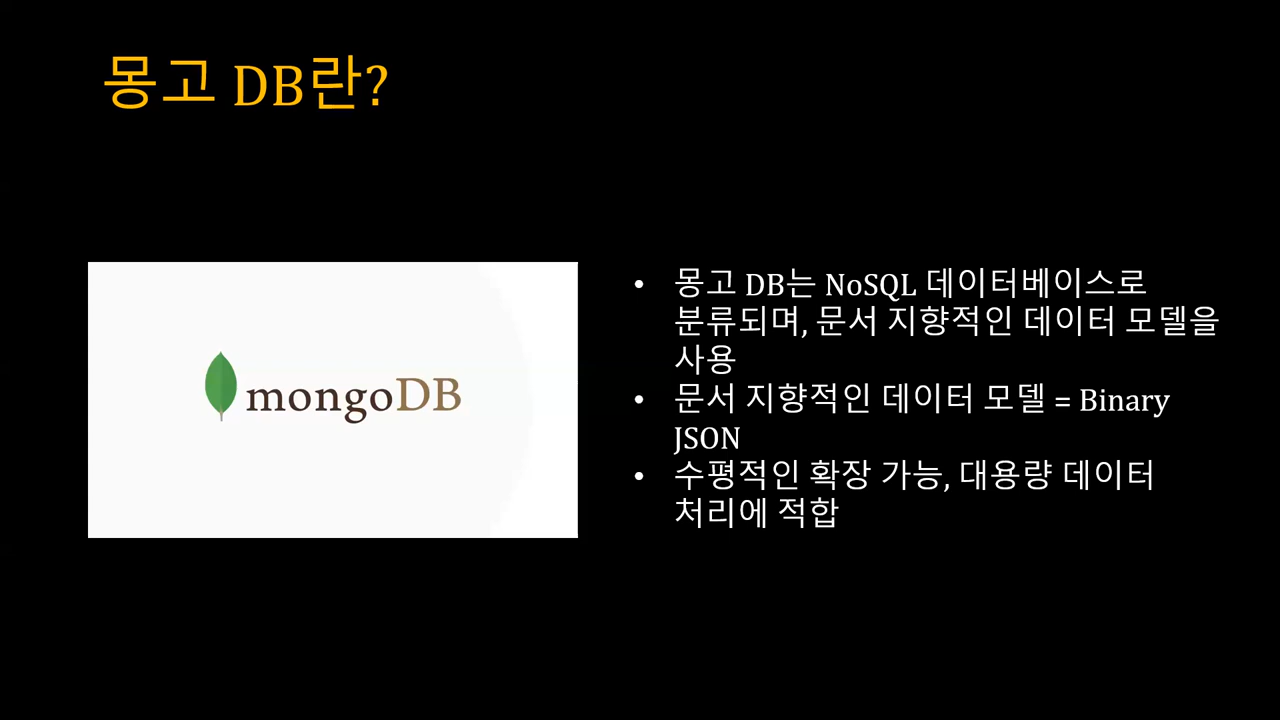 몽고 DB란?
mongoDB
• 몽고 DB는 NoSQL 데이터베이스로
분류되며, 문서 지향적인 데이터 모델을
사용
• 문서 지향적인 데이터 모델 = Binary
JSON
• 수평적인 확장 가능, 대용량 데이터
처리에 적합